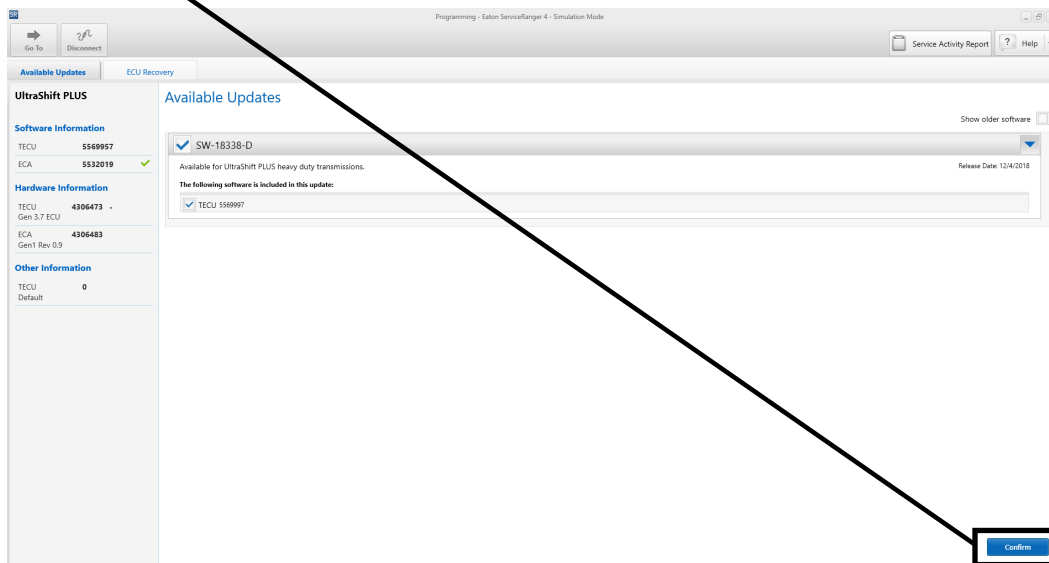 SR
Programming - Eaton ServiceRanger 4 - Simulation Mode
Go To
Disconnect
Service Activity Report
? Help
Available Updates
ECU Recovery
UltraShift PLUS
Software Information
TECU 5569957
ECA 5532019
Hardware Information
TECU 4306473 -
Gen 3.7 ECU
ECA 4306483
Gen1 Rev 0.9
Other Information
TECU 0
Default
Available Updates
Show older software
SW-18338-D
Available for UltraShift PLUS heavy duty transmissions.
Release Date: 12/4/2018
The following software is included in this update:
TECU 5569997
Confirm